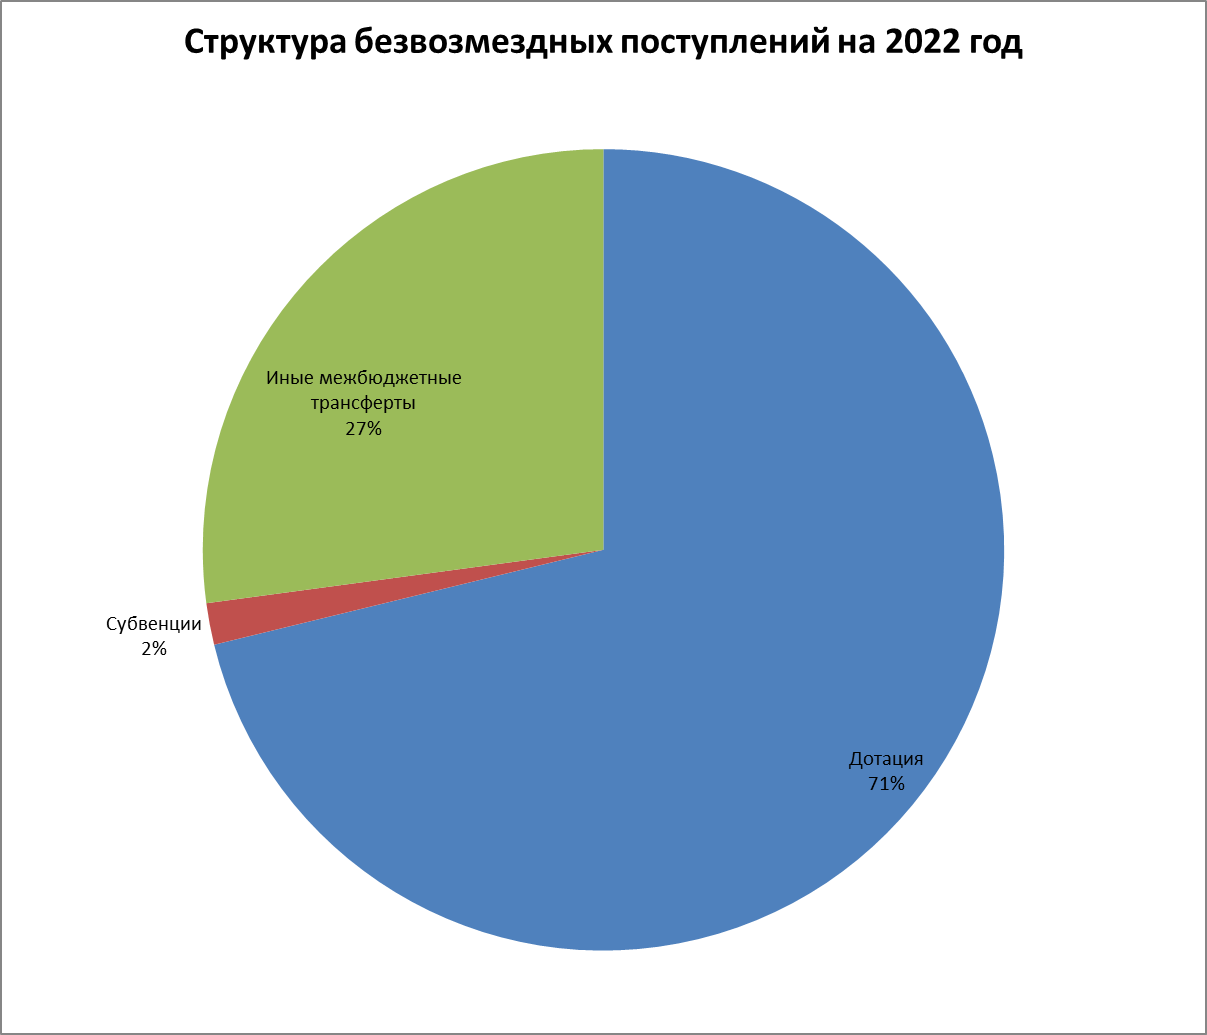 Структура безвозмездных поступлений на 2022 год
Иные межбюджетные
трансферты
27%
Субвенции
2%
Дотация
71%